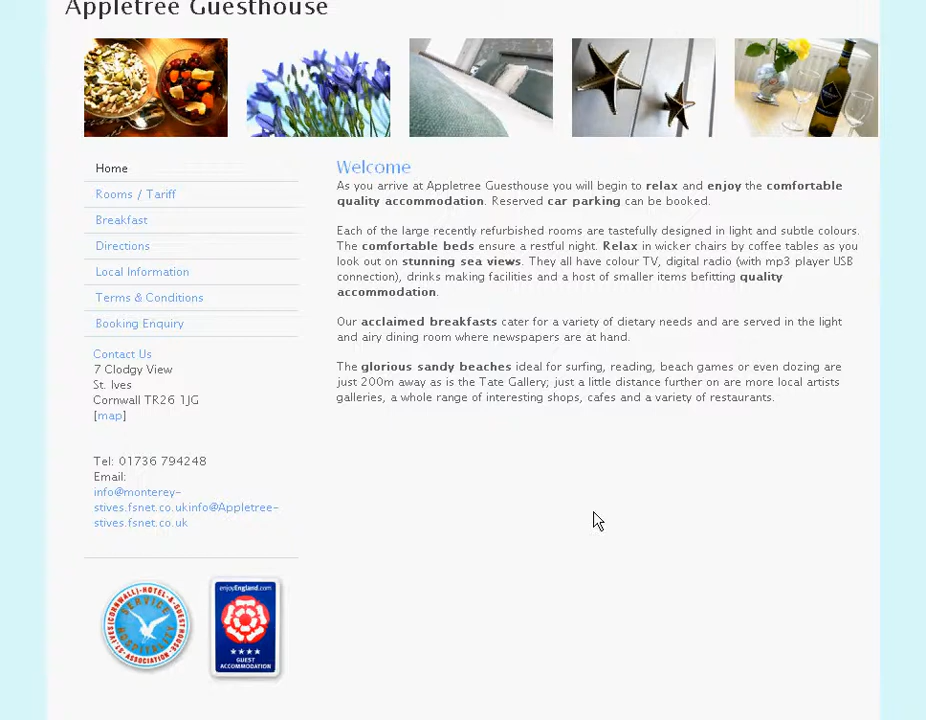 Appletree Guesthouse
Home
Rooms / Tariff
Breakfast
Directions
Local Information
Terms & Conditions
Booking Enquiry
Contact Us
7 Clodgy View
St. Ives
Cornwall TR26 1JG
[map]
Tel: 01736 794248
Email:
info@monterey-
stives.fsnet.co.ukinfo@Appletree-
stives.fsnet.co.uk
Welcome
As you arrive at Appletree Guesthouse you will begin to relax and enjoy the comfortable
quality accommodation. Reserved car parking can be booked.
Each of the large recently refurbished rooms are tastefully designed in light and subtle colours.
The comfortable beds ensure a restful night. Relax in wicker chairs by coffee tables as you
look out on stunning sea views. They all have colour TV, digital radio (with mp3 player USB
connection), drinks making facilities and a host of smaller items befitting quality
accommodation.
Our acclaimed breakfasts cater for a variety of dietary needs and are served in the light
and airy dining room where newspapers are at hand.
The glorious sandy beaches ideal for surfing, reading, beach games or even dozing are
just 200m away as is the Tate Gallery; just a little distance further on are more local artists
galleries, a whole range of interesting shops, cafes and a variety of restaurants.
ST.IVES (CORNWALL) HOTEL & GUESTHOUSE ASSOCIATION
SERVICE
HOSPITALITY
enjoyEngland.com
★★★★
GUEST
ACCOMMODATION